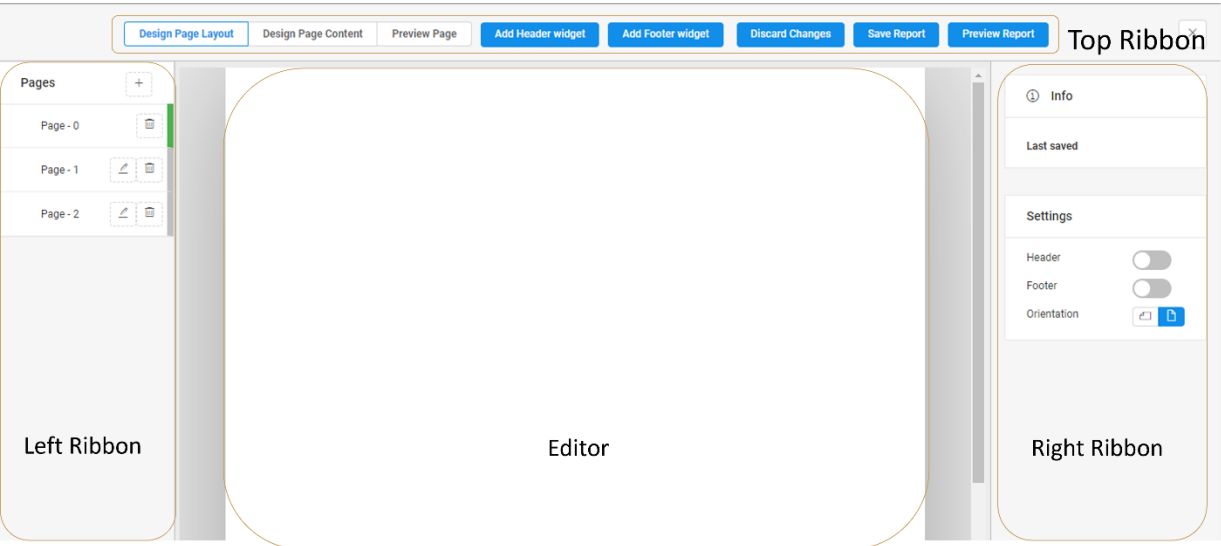 Design Page Layout Design Page Content Preview Page Add Header widget Add Footer widget Discard Changes Save Report Preview Report Top Ribbon
Pages +
Page - 0
Page - 1
Page - 2
Left Ribbon
Editor
Info
Last saved
Settings
Header
Footer
Orientation
Right Ribbon